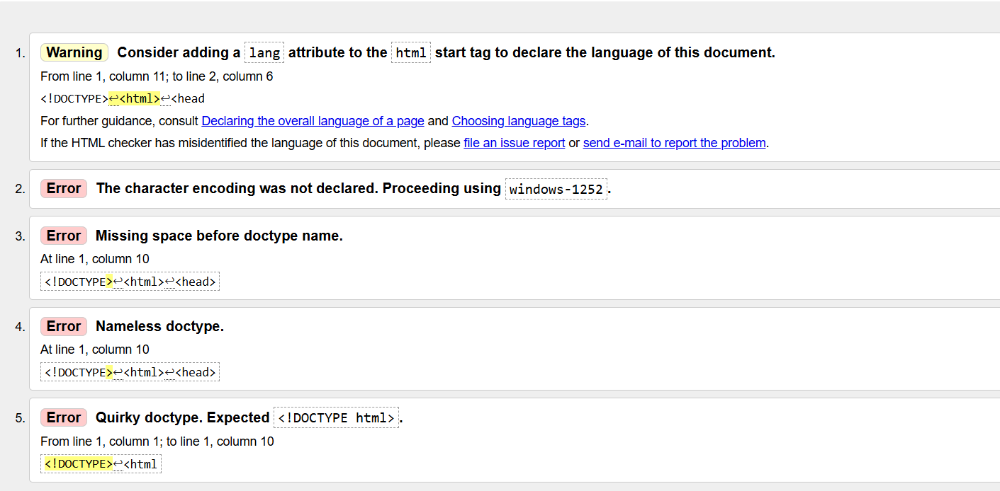 1. Warning Consider adding a lang attribute to the html start tag to declare the language of this document.
From line 1, column 11; to line 2, column 6
<!DOCTYPE>↩<html>↩<head
For further guidance, consult Declaring the overall language of a page and Choosing language tags.
If the HTML checker has misidentified the language of this document, please file an issue report or send e-mail to report the problem.
2. Error The character encoding was not declared. Proceeding using windows-1252.
3. Error Missing space before doctype name.
At line 1, column 10
<!DOCTYPE>↩<html>↩<head>
4. Error Nameless doctype.
At line 1, column 10
<!DOCTYPE>↩<html>↩<head>
5. Error Quirky doctype. Expected <!DOCTYPE html>.
From line 1, column 1; to line 1, column 10
<!DOCTYPE>↩<html